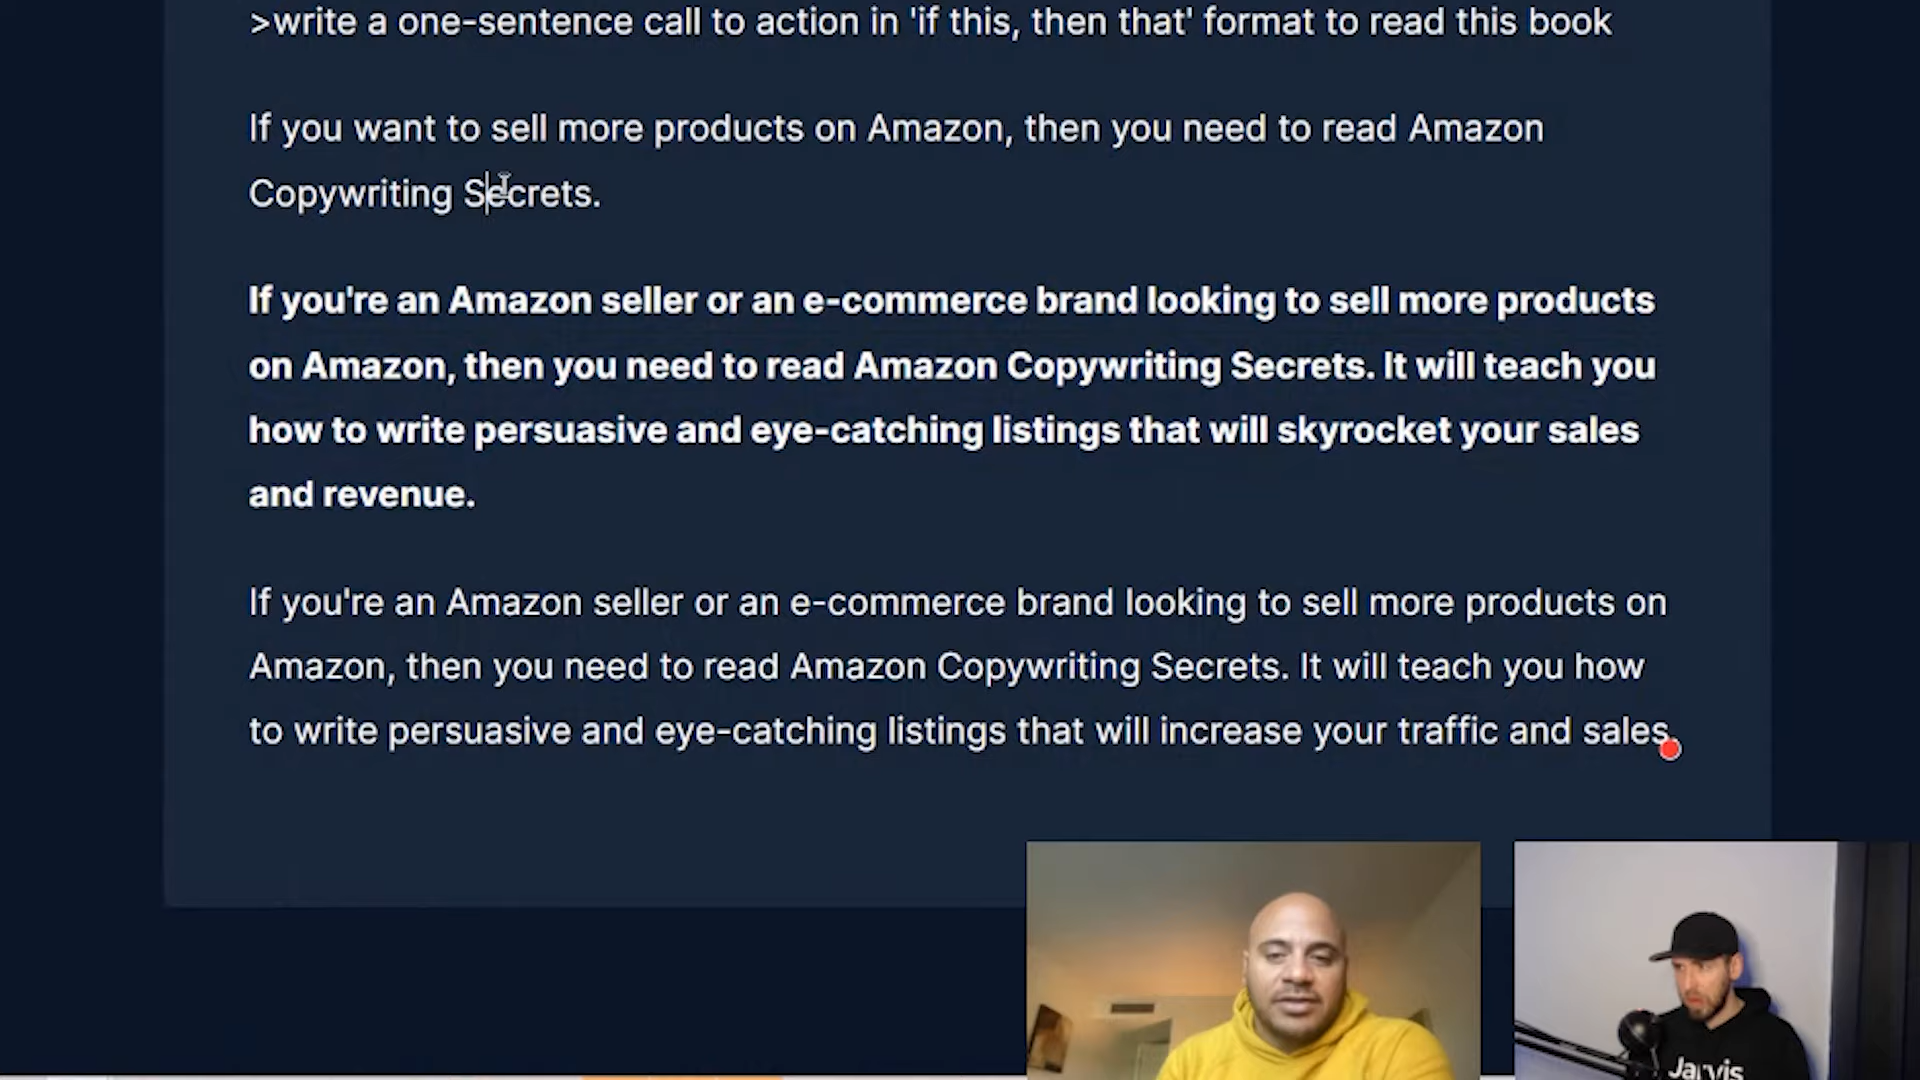 >write a one-sentence call to action in 'if this, then that' format to read this book
If you want to sell more products on Amazon, then you need to read Amazon
Copywriting Secrets.
If you're an Amazon seller or an e-commerce brand looking to sell more products
on Amazon, then you need to read Amazon Copywriting Secrets. It will teach you
how to write persuasive and eye-catching listings that will skyrocket your sales
and revenue.
If you're an Amazon seller or an e-commerce brand looking to sell more products on
Amazon, then you need to read Amazon Copywriting Secrets. It will teach you how
to write persuasive and eye-catching listings that will increase your traffic and sales.
Jarvis